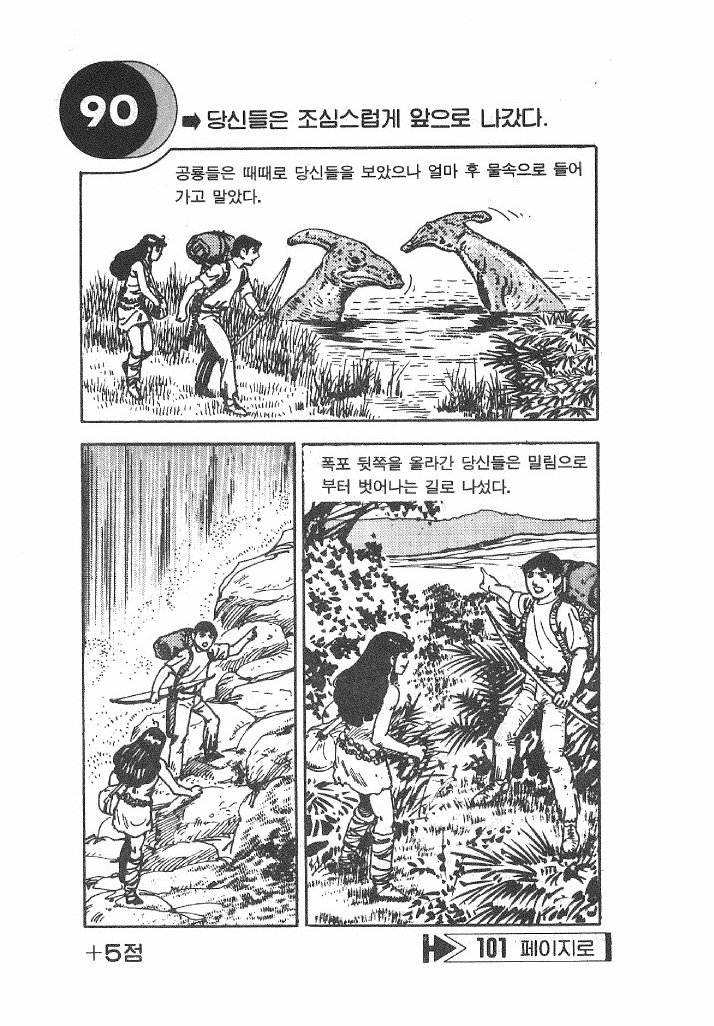 90
➡ 당신들은 조심스럽게 앞으로 나갔다.
공룡들은 때때로 당신들을 보았으나 얼마 후 물속으로 들어
가고 말았다.
폭포 뒷쪽을 올라간 당신들은 밀림으로
부터 벗어나는 길로 나섰다.
+5점
101 페이지로